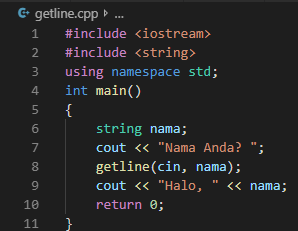 getline.cpp > ...
1 #include <iostream>
2 #include <string>
3 using namespace std;
4 int main()
5 {
6 string nama;
7 cout << "Nama Anda? ";
8 getline(cin, nama);
9 cout << "Halo, " << nama;
10 return 0;
11 }